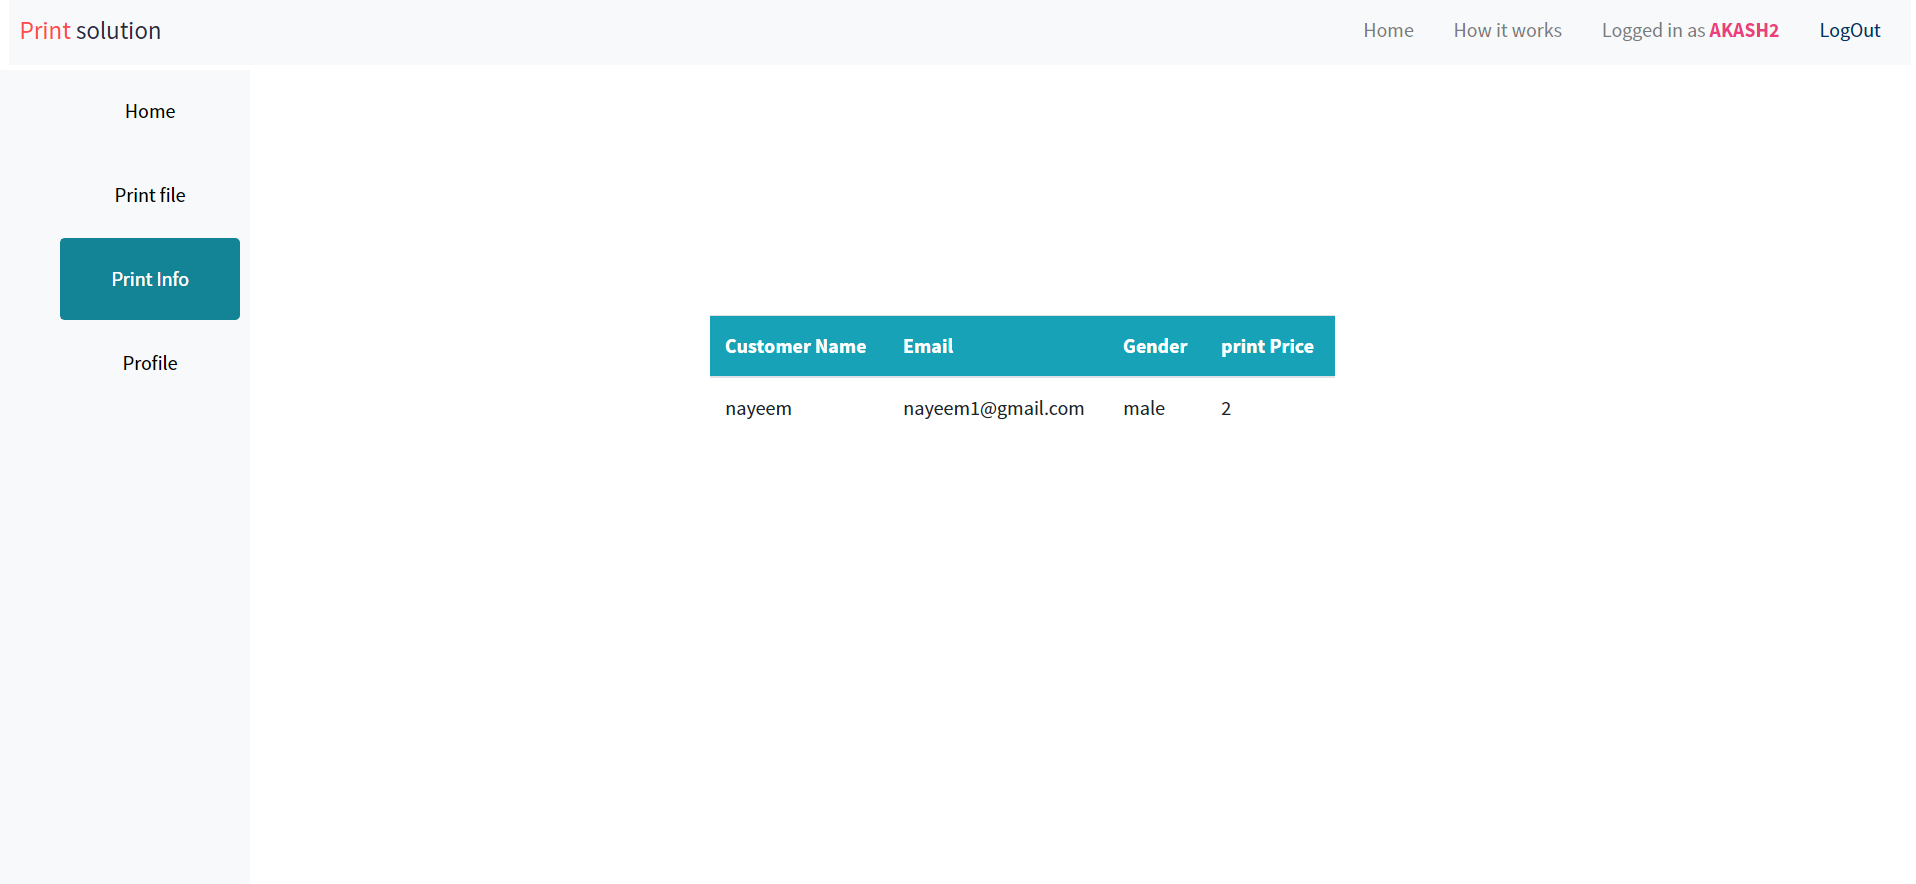 Print solution Home How it works Logged in as AKASH2 LogOut
Home
Print file
Print Info
Profile
Customer Name Email Gender print Price
nayeem nayeem1@gmail.com male 2